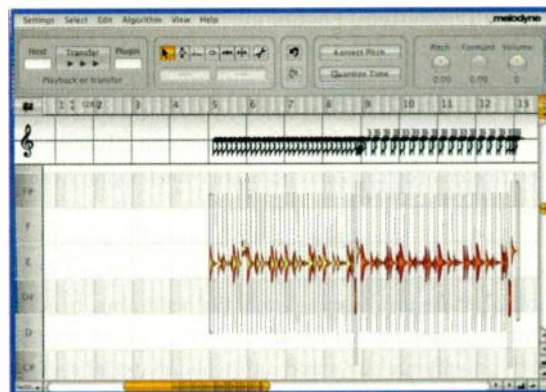 Settings Select Edit Algorithm View Help
melodyne
Host Transfer Plugin
Playback or transfer
Correct Pitch
Quantize Time
Pitch Formant Volume
0.00 0.00 0
1 2 3 4 5 6 7 8 9 10 11 12 13
F#
F
E
D#
D
C#